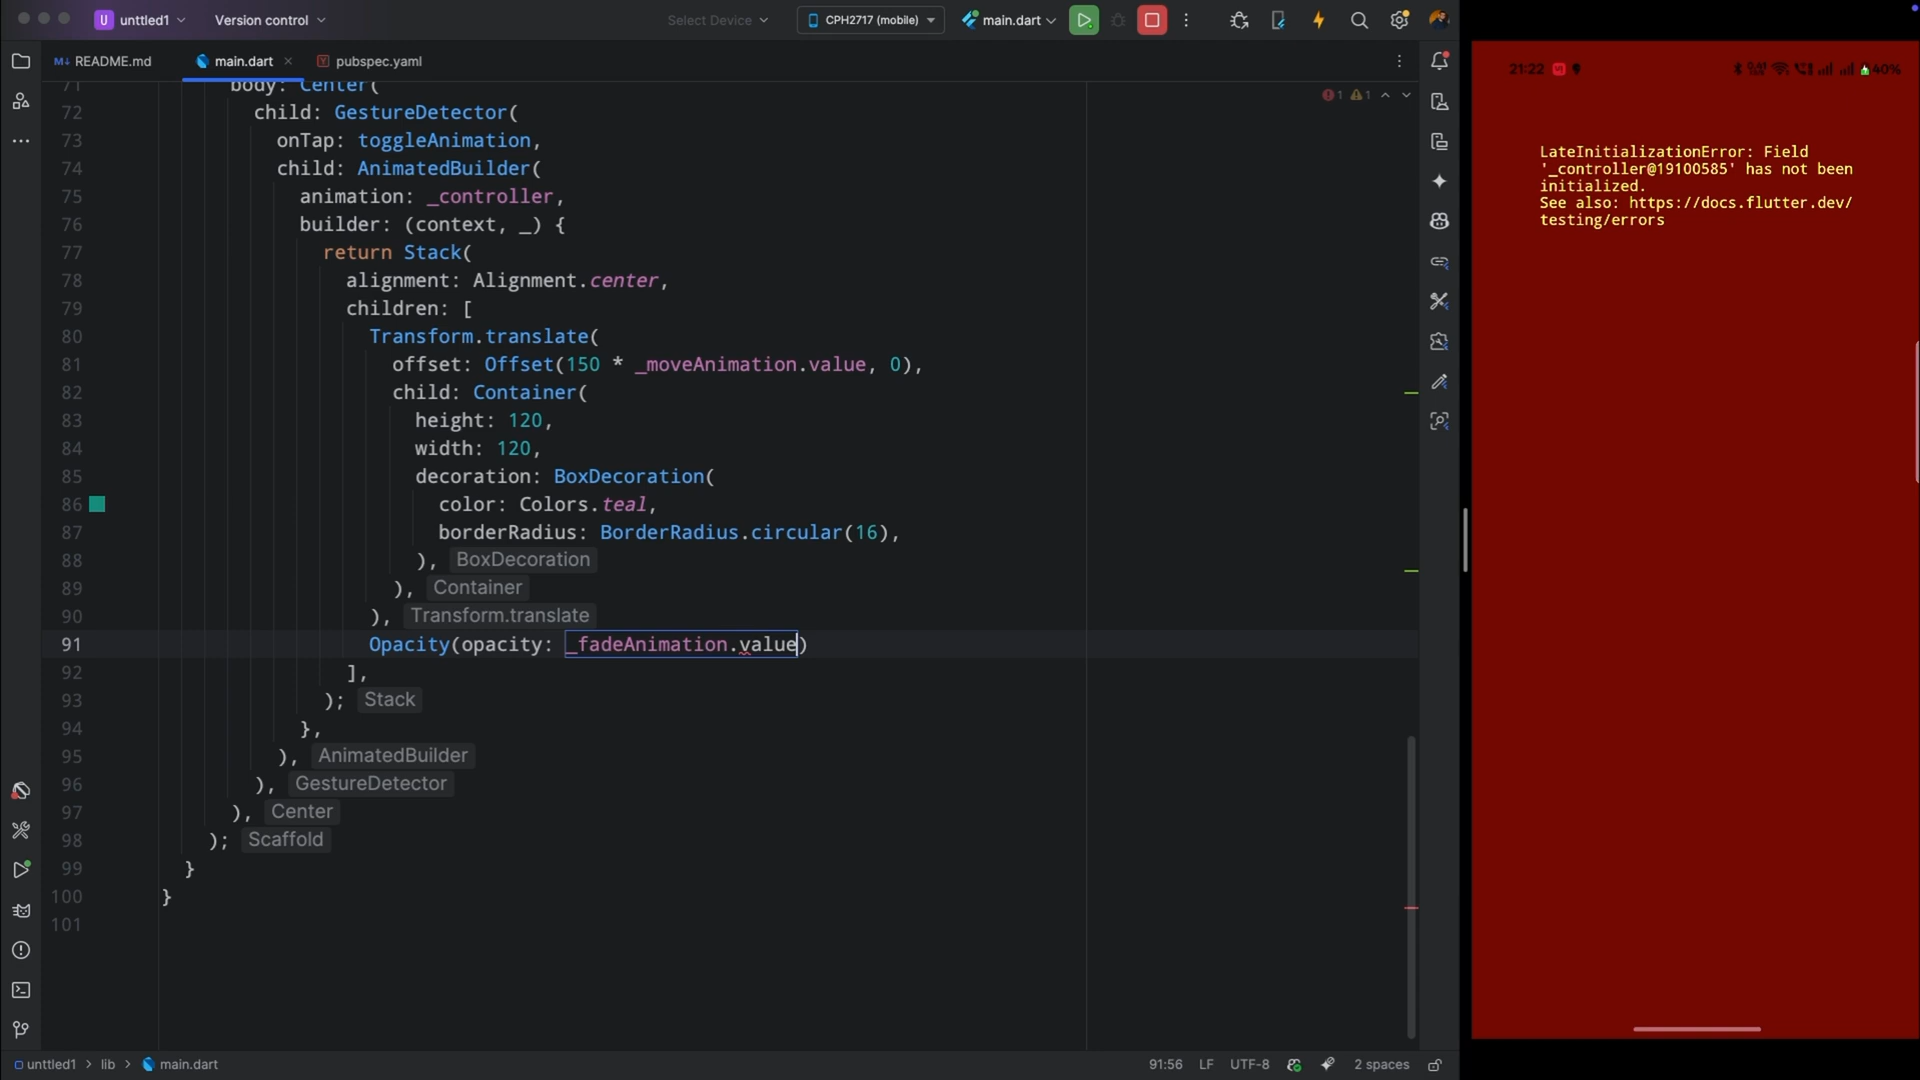 U untitled1 Version control Select Device CPH2717 (mobile) main.dart
M↓ README.md main.dart pubspec.yaml
1 1
71 body: Center(
72 child: GestureDetector(
73 onTap: toggleAnimation,
74 child: AnimatedBuilder(
75 animation: _controller,
76 builder: (context, _) {
77 return Stack(
78 alignment: Alignment.center,
79 children: [
80 Transform.translate(
81 offset: Offset(150 * _moveAnimation.value, 0),
82 child: Container(
83 height: 120,
84 width: 120,
85 decoration: BoxDecoration(
86 color: Colors.teal,
87 borderRadius: BorderRadius.circular(16),
88 ), BoxDecoration
89 ), Container
90 ), Transform.translate
91 Opacity(opacity: _fadeAnimation.value)
92 ],
93 ); Stack
94 },
95 ), AnimatedBuilder
96 ), GestureDetector
97 ), Center
98 ); Scaffold
99 }
100 }
101
untitled1 > lib > main.dart 91:56 LF UTF-8 2 spaces
21:22 40%
LateInitializationError: Field
'_controller@19100585' has not been
initialized.
See also: https://docs.flutter.dev/
testing/errors